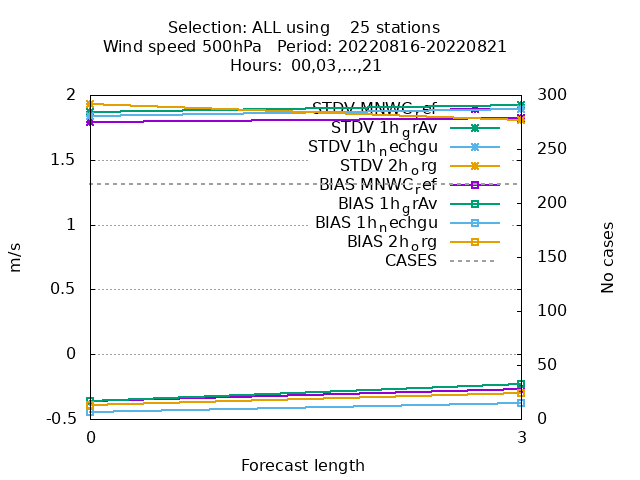 Selection: ALL using    25 stations
Wind speed 500hPa   Period: 20220816-20220821
Hours:  00,03,...,21
2
1.5
1
0.5
0
-0.5
m/s
300
250
200
150
100
50
0
No cases
STDV MNWC_ref
STDV 1h_grAv
STDV 1h_nechgu
STDV 2h_org
BIAS MNWC_ref
BIAS 1h_grAv
BIAS 1h_nechgu
BIAS 2h_org
CASES
0
3
Forecast length